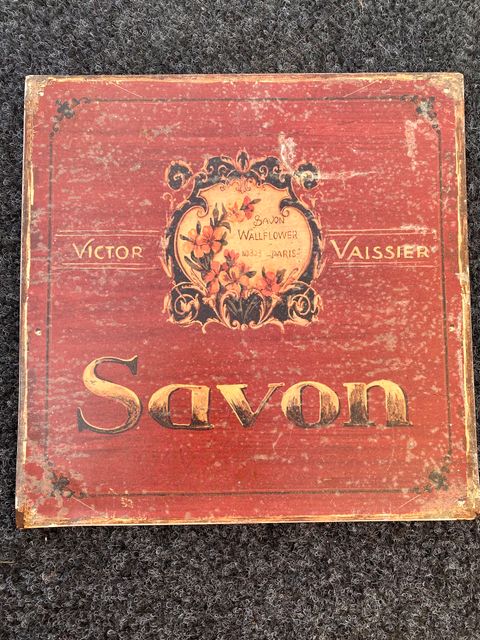 SAVON
WALLFLOWER
-PARIS-
VICTOR
VAISSIER
Savon